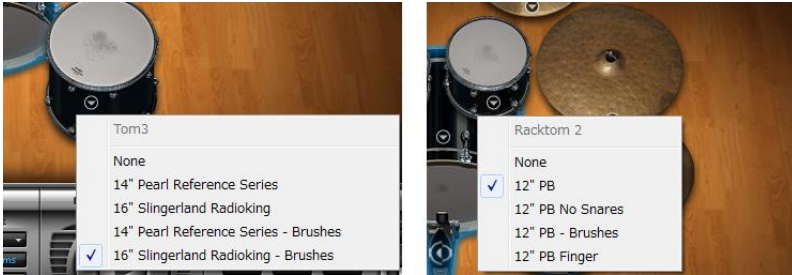 Tom3
None
14" Pearl Reference Series
16" Slingerland Radioking
14" Pearl Reference Series - Brushes
16" Slingerland Radioking - Brushes
Racktom 2
None
12" PB
12" PB No Snares
12" PB - Brushes
12" PB Finger